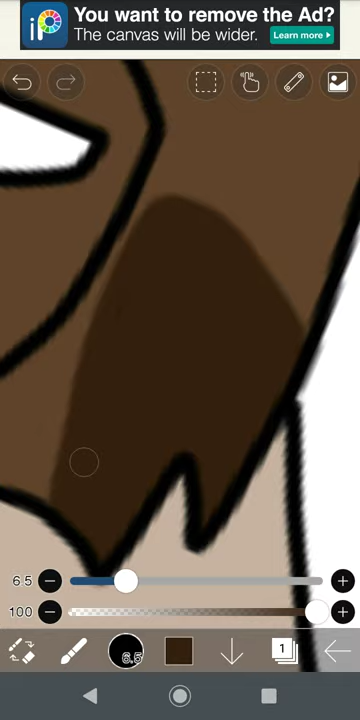 You want to remove the Ad?
iP
The canvas will be wider.
Learn more
6.5
100
6.5
1